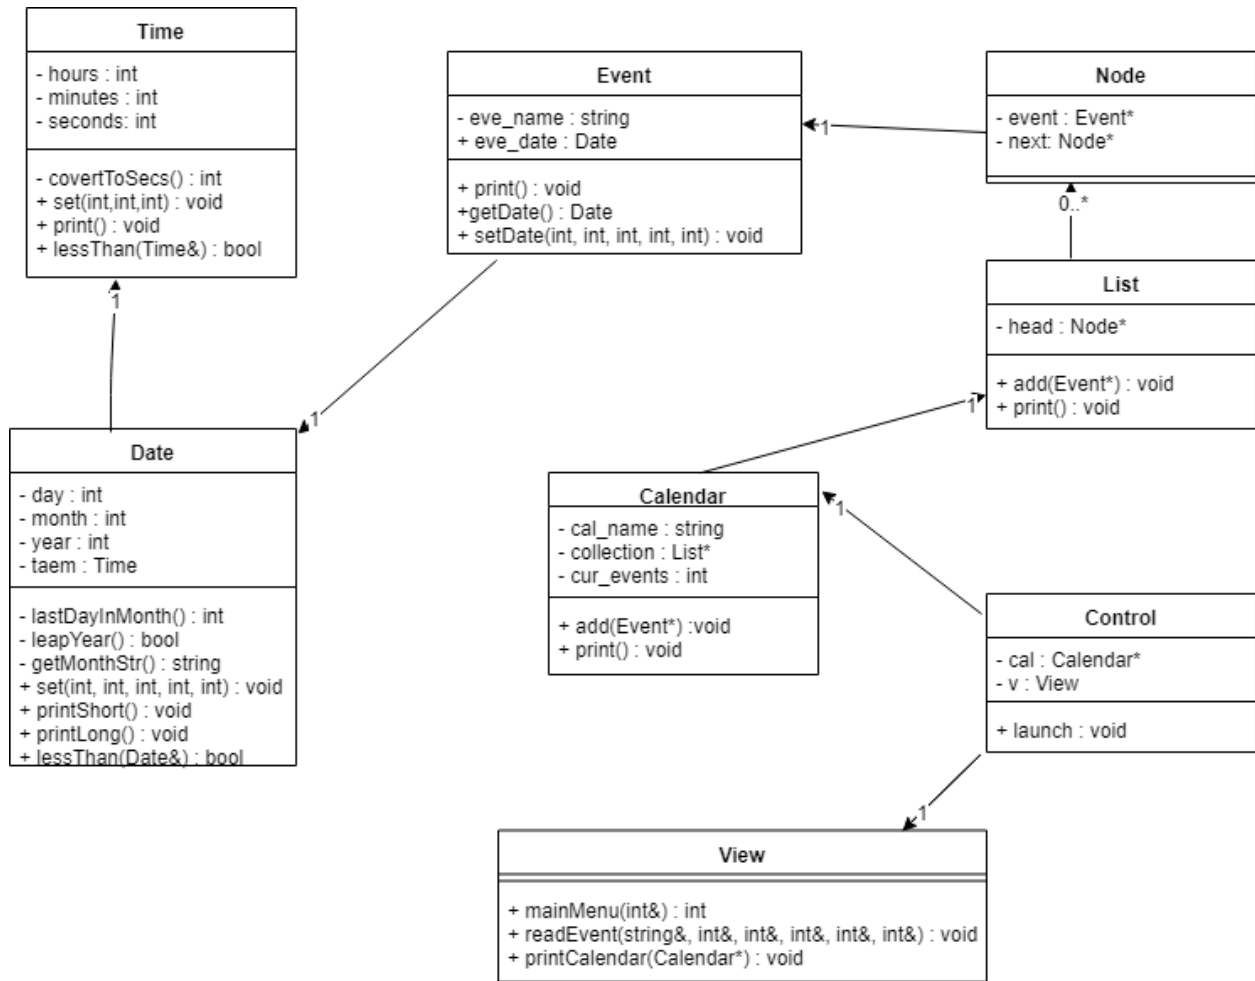 Time
- hours : int
- minutes : int
- seconds: int
- covertToSecs() : int
+ set(int,int,int) : void
+ print() : void
+ lessThan(Time&) : bool
1
Event
- eve_name : string
+ eve_date : Date
+ print() : void
+getDate() : Date
+ setDate(int, int, int, int, int) : void
1
Node
- event : Event*
- next: Node*
0..*
List
- head : Node*
+ add(Event*) : void
+ print() : void
1
Date
- day : int
- month : int
- year : int
- taem : Time
- lastDayInMonth() : int
- leapYear() : bool
- getMonthStr() : string
+ set(int, int, int, int, int) : void
+ printShort() : void
+ printLong() : void
+ lessThan(Date&) : bool
1
Calendar
- cal_name : string
- collection : List*
- cur_events : int
+ add(Event*) :void
+ print() : void
1
Control
- cal : Calendar*
- v : View
+ launch : void
1
View
+ mainMenu(int&) : int
+ readEvent(string&, int&, int&, int&, int&, int&) : void
+ printCalendar(Calendar*) : void